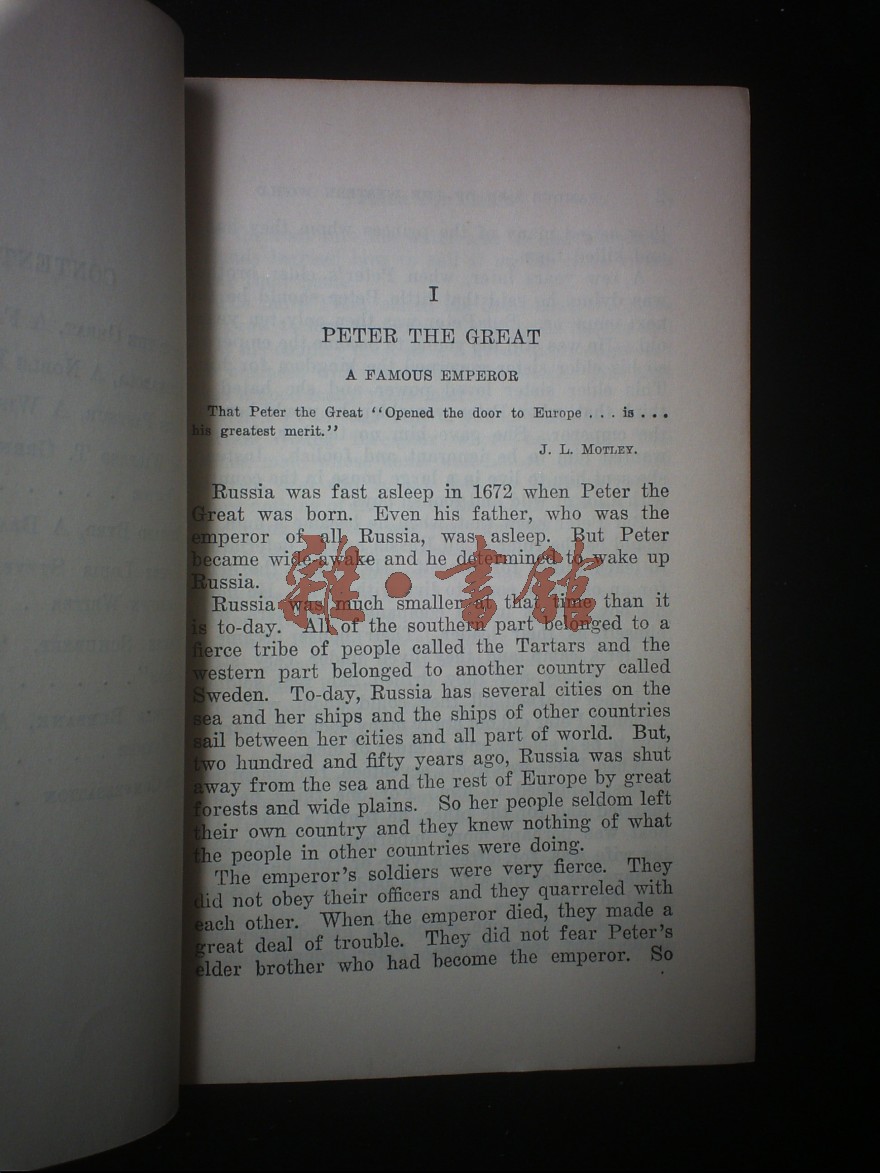 I
PETER THE GREAT
A FAMOUS EMPEROR
That Peter the Great "Opened the door to Europe . . . is . . .
his greatest merit."
J. L. MOTLEY.
Russia was fast asleep in 1672 when Peter the
Great was born. Even his father, who was the
emperor of all Russia, was asleep. But Peter
became wide-awake and he determined to wake up
Russia.
Russia was much smaller at that time than it
is to-day. All of the southern part belonged to a
fierce tribe of people called the Tartars and the
western part belonged to another country called
Sweden. To-day, Russia has several cities on the
sea and her ships and the ships of other countries
sail between her cities and all part of world. But,
two hundred and fifty years ago, Russia was shut
away from the sea and the rest of Europe by great
forests and wide plains. So her people seldom left
their own country and they knew nothing of what
the people in other countries were doing.
The emperor's soldiers were very fierce. They
did not obey their officers and they quarreled with
each other. When the emperor died, they made a
great deal of trouble. They did not fear Peter's
elder brother who had become the emperor. So
雜·書館